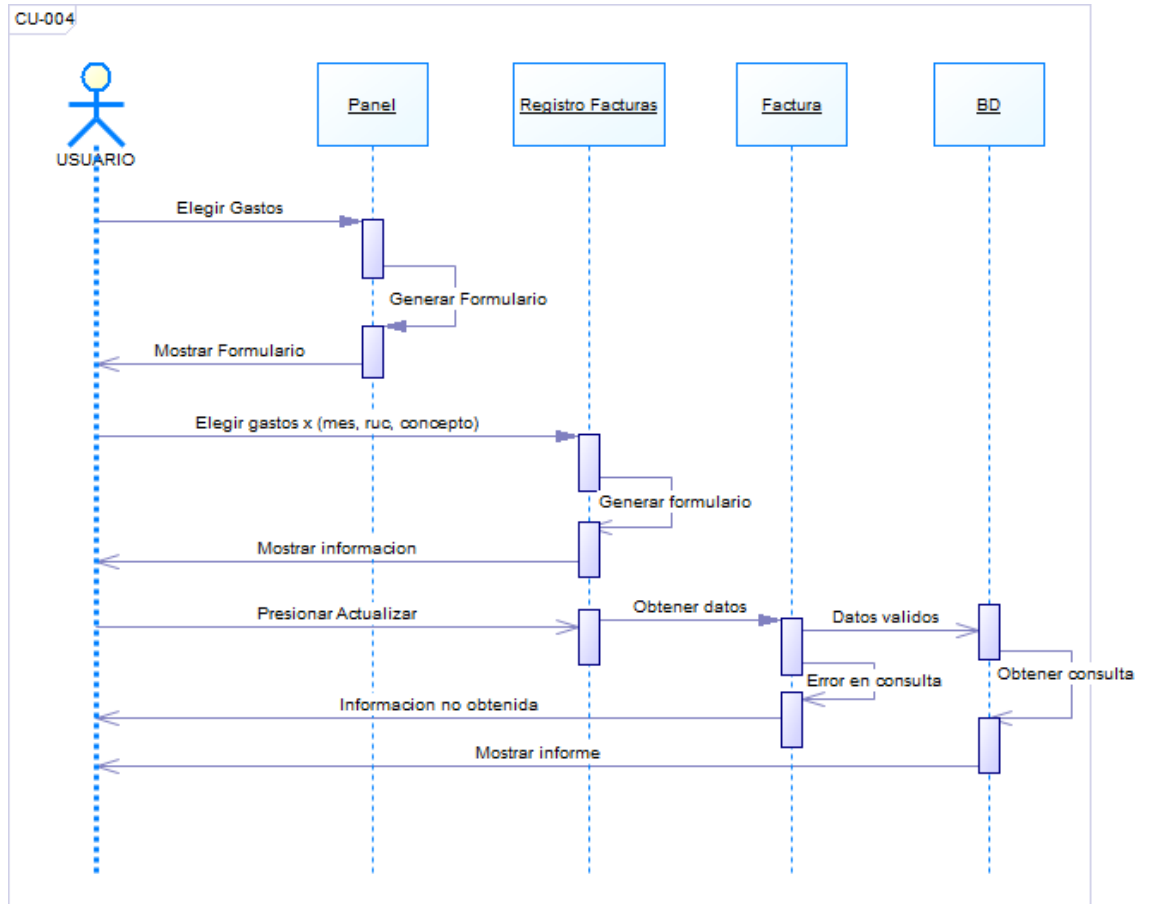 CU-004
USUARIO
Panel
Registro Facturas
Factura
BD
Elegir Gastos
Generar Formulario
Mostrar Formulario
Elegir gastos x (mes, ruc, concepto)
Generar formulario
Mostrar informacion
Presionar Actualizar
Obtener datos
Datos validos
Error en consulta
Obtener consulta
Informacion no obtenida
Mostrar informe